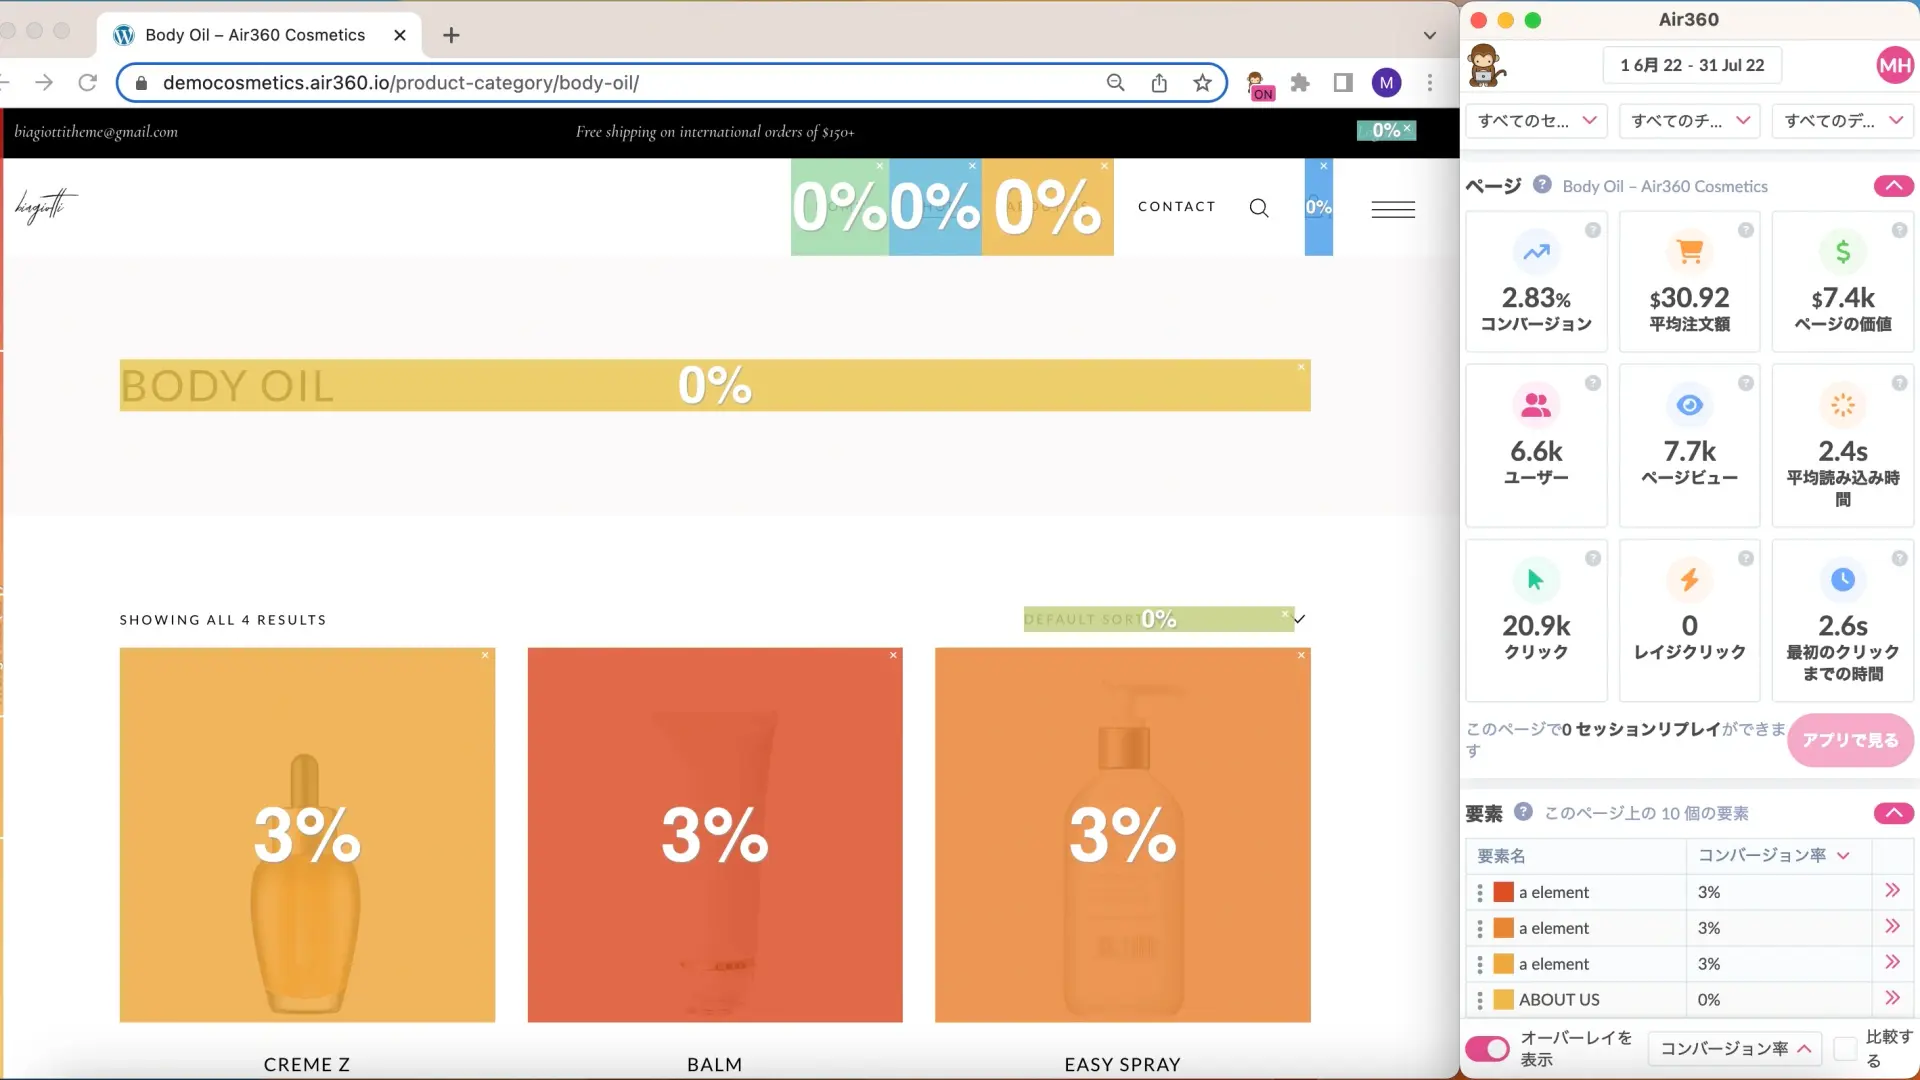 Body Oil – Air360 Cosmetics
democosmetics.air360.io/product-category/body-oil/
ON
M
biagiottitheme@gmail.com
Free shipping on international orders of $150+
0%
biagiotti
0%
0%
ABOUT US
0%
CONTACT
0%
BODY OIL
0%
SHOWING ALL 4 RESULTS
DEFAULT SORT
0%
3%
3%
3%
CREME Z
BALM
EASY SPRAY
Air360
1 6月 22 - 31 Jul 22
MH
すべてのセ...
すべてのチ...
すべてのデ...
ページ ? Body Oil – Air360 Cosmetics
2.83%
コンバージョン
$30.92
平均注文額
$7.4k
ページの価値
6.6k
ユーザー
7.7k
ページビュー
2.4s
平均読み込み時
間
20.9k
クリック
0
レイジクリック
2.6s
最初のクリック
までの時間
このページで0 セッションリプレイができま
す
アプリで見る
要素 ? このページ上の 10 個の要素
要素名 コンバージョン率
a element 3%
a element 3%
a element 3%
ABOUT US 0%
オーバーレイを
表示
コンバージョン率
比較す
る